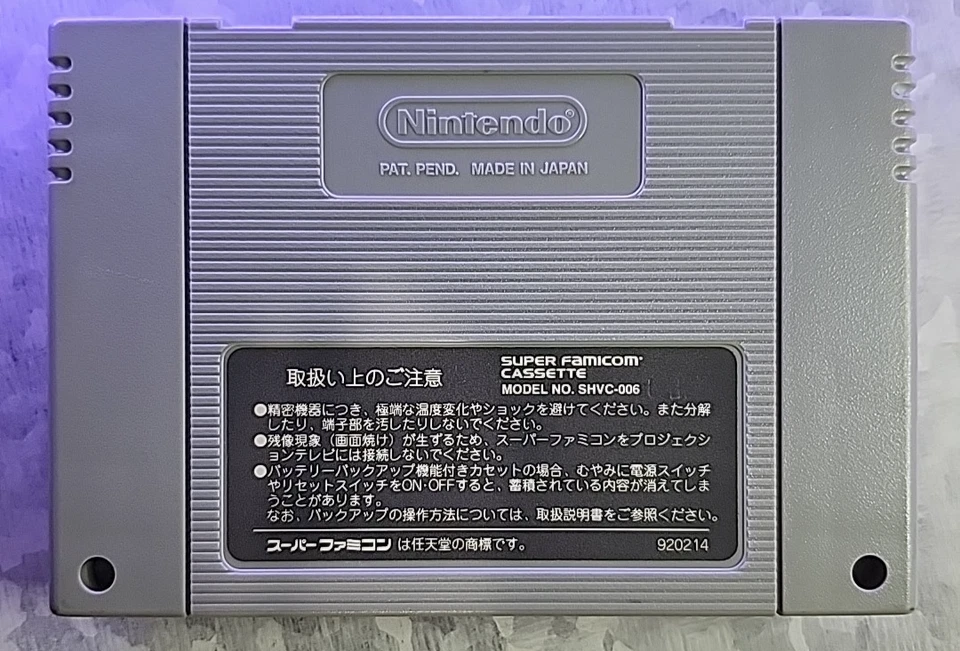 Nintendo®
PAT. PEND. MADE IN JAPAN
取扱い上のご注意
SUPER FAMICOM™
CASSETTE
MODEL NO. SHVC-006
●精密機器につき、極端な温度変化やショックを避けてください。また分解
したり、端子部を汚したりしないでください。
●残像現象（画面焼け）が生ずるため、スーパーファミコンをプロジェクシ
ョンテレビには接続しないでください。
●バッテリーバックアップ機能付きカセットの場合、むやみに電源スイッチ
やリセットスイッチをON・OFFすると、蓄積されている内容が消えてしま
うことがあります。
なお、バックアップの操作方法については、取扱説明書をご参照ください。
スーパーファミコン は任天堂の商標です。
920214